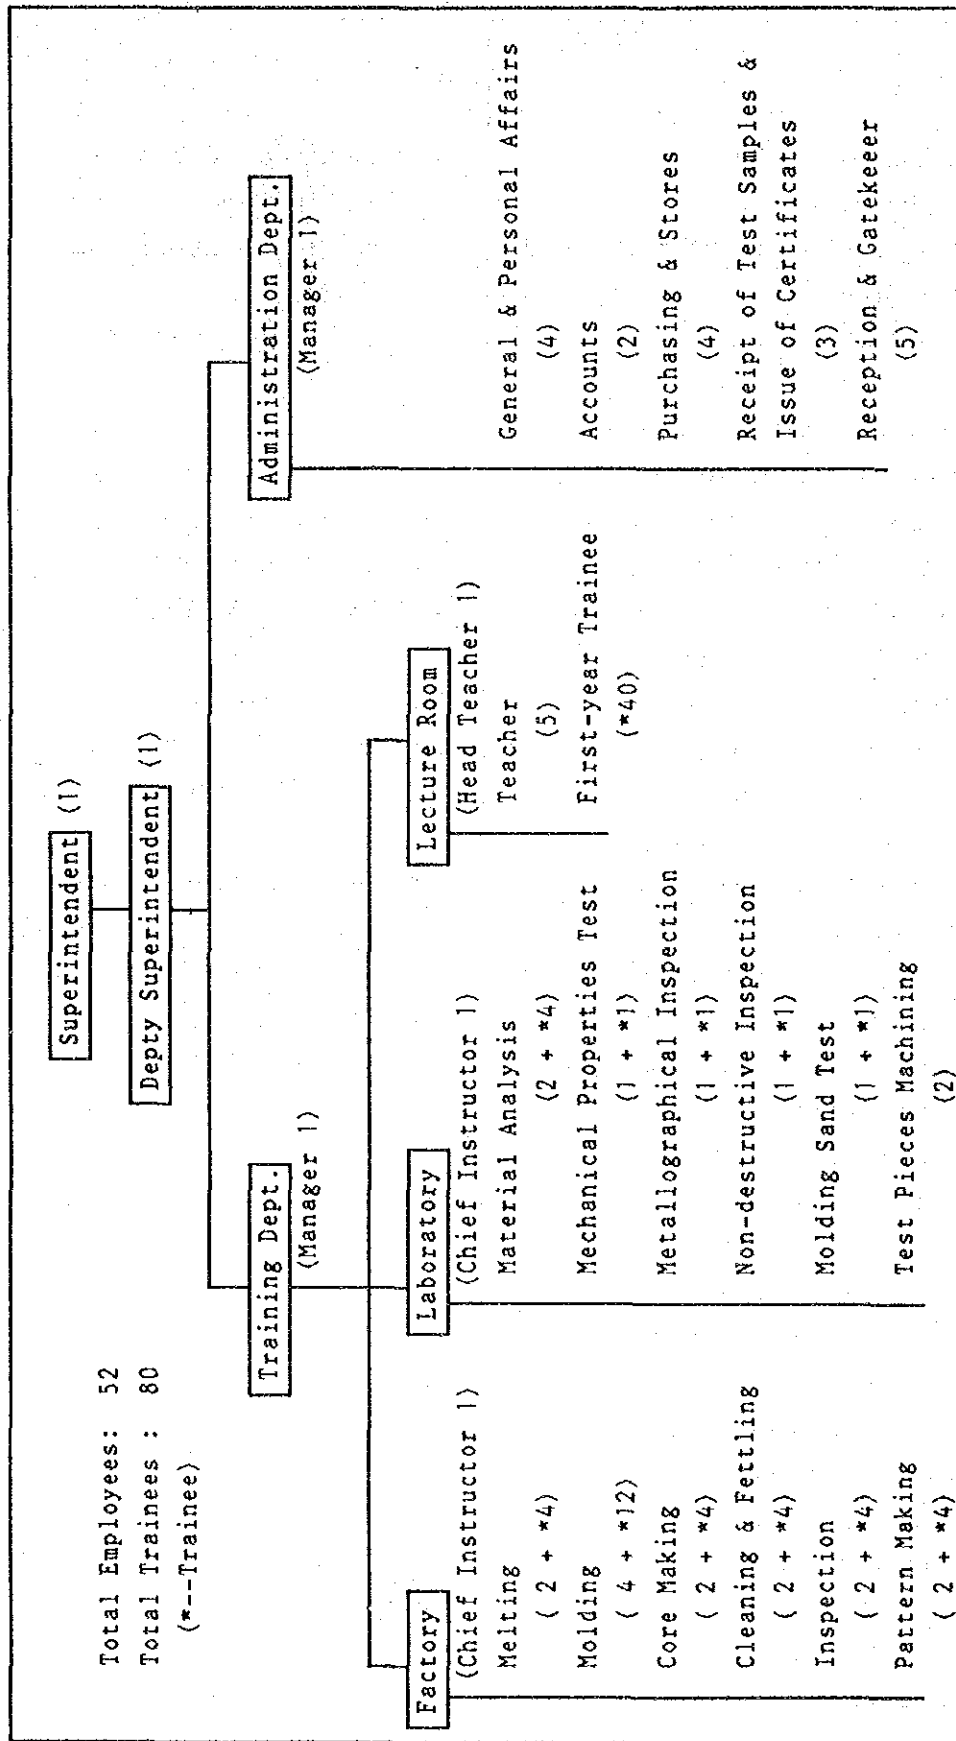 Superintendent (1)
Depty Superintendent (1)
Total Employees: 52
Total Trainees : 80
(*--Trainee)
Training Dept.
(Manager 1)
Administration Dept.
(Manager 1)
Factory
(Chief Instructor 1)
Melting
( 2 + *4)
Molding
( 4 + *12)
Core Making
( 2 + *4)
Cleaning & Fettling
( 2 + *4)
Inspection
( 2 + *4)
Pattern Making
( 2 + *4)
Laboratory
(Chief Instructor 1)
Material Analysis
(2 + *4)
Mechanical Properties Test
(1 + *1)
Metallographical Inspection
(1 + *1)
Non-destructive Inspection
(1 + *1)
Molding Sand Test
(1 + *1)
Test Pieces Machining
(2)
Lecture Room
(Head Teacher 1)
Teacher
(5)
First-year Trainee
(*40)
General & Personal Affairs
(4)
Accounts
(2)
Purchasing & Stores
(4)
Receipt of Test Samples &
Issue of Certificates
(3)
Reception & Gatekeeer
(5)